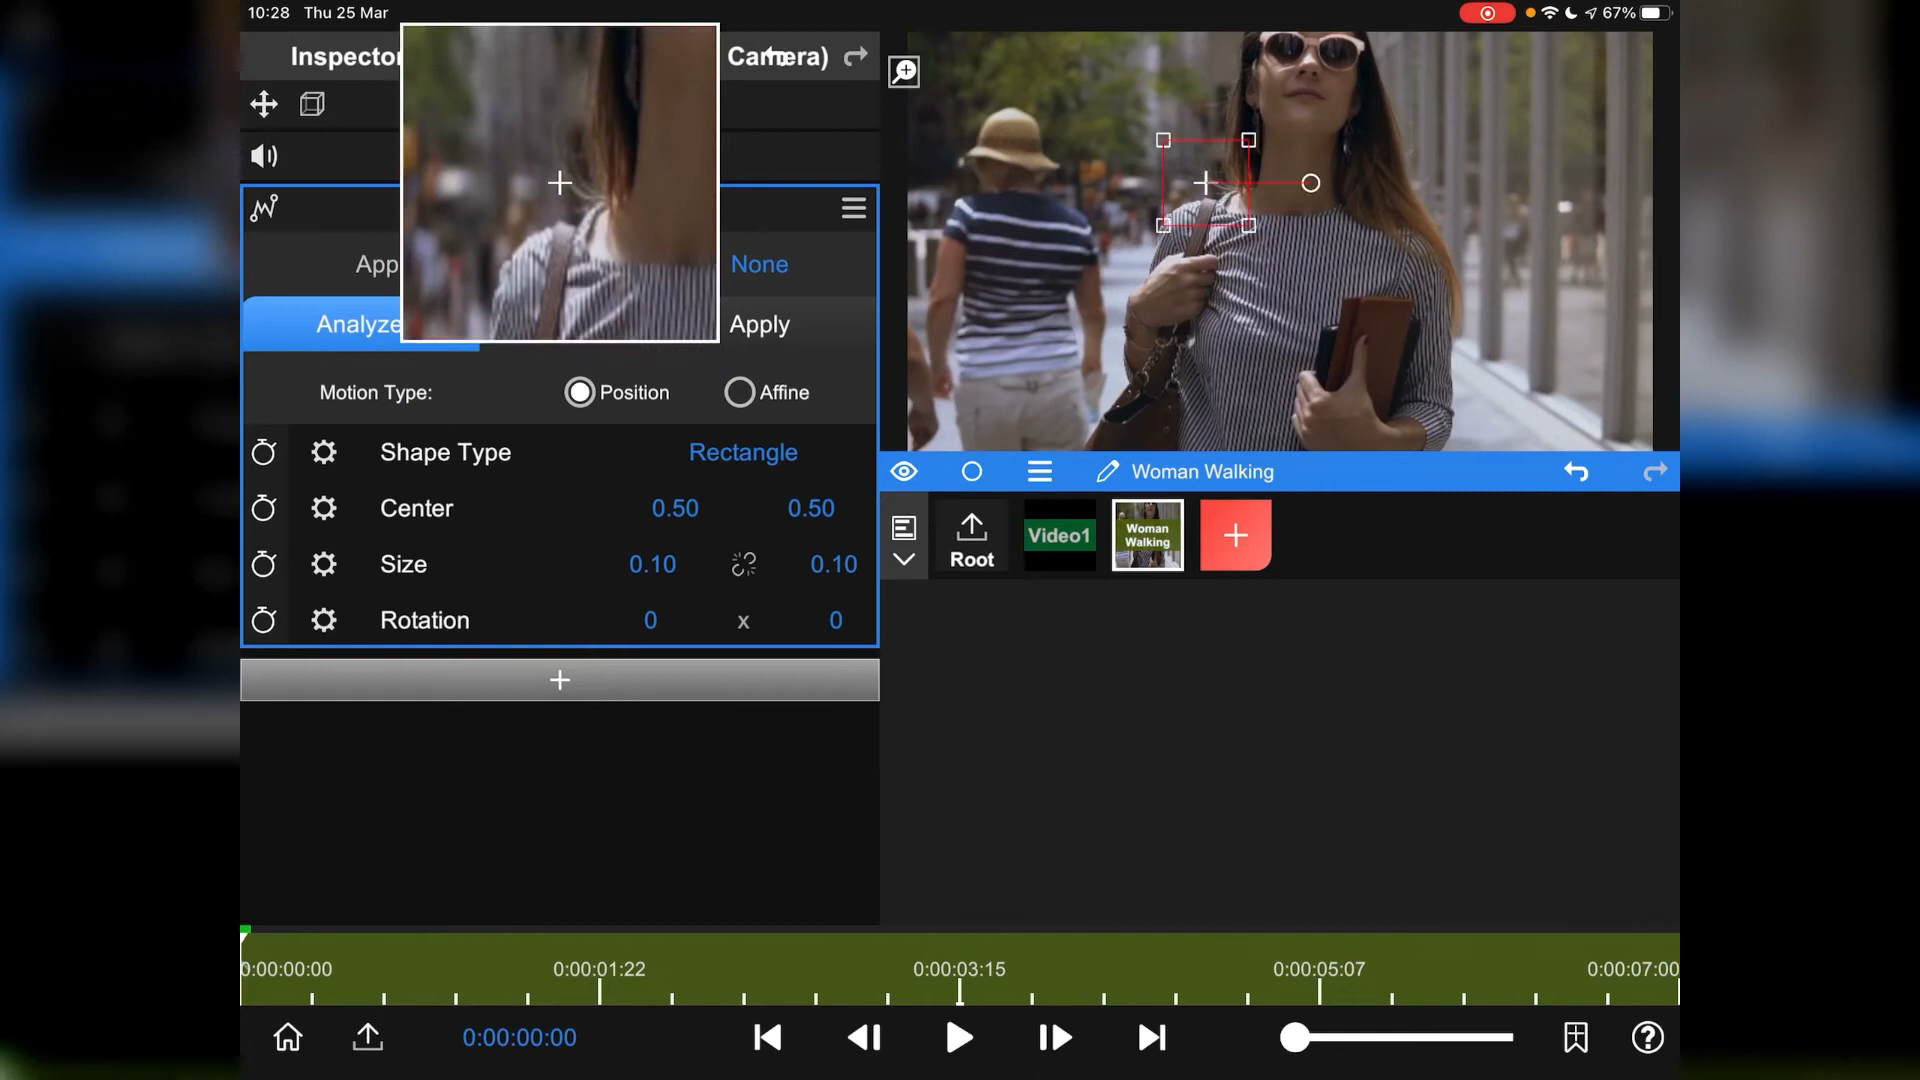 10:28 Thu 25 Mar
67%
Inspector
Camera)
App
None
Analyze
Apply
Motion Type:
Position
Affine
Shape Type
Rectangle
Center
0.50
0.50
Size
0.10
0.10
Rotation
0
x
0
Woman Walking
Root
Video1
Woman
Walking
0:00:00:00
0:00:01:22
0:00:03:15
0:00:05:07
0:00:07:00
0:00:00:00